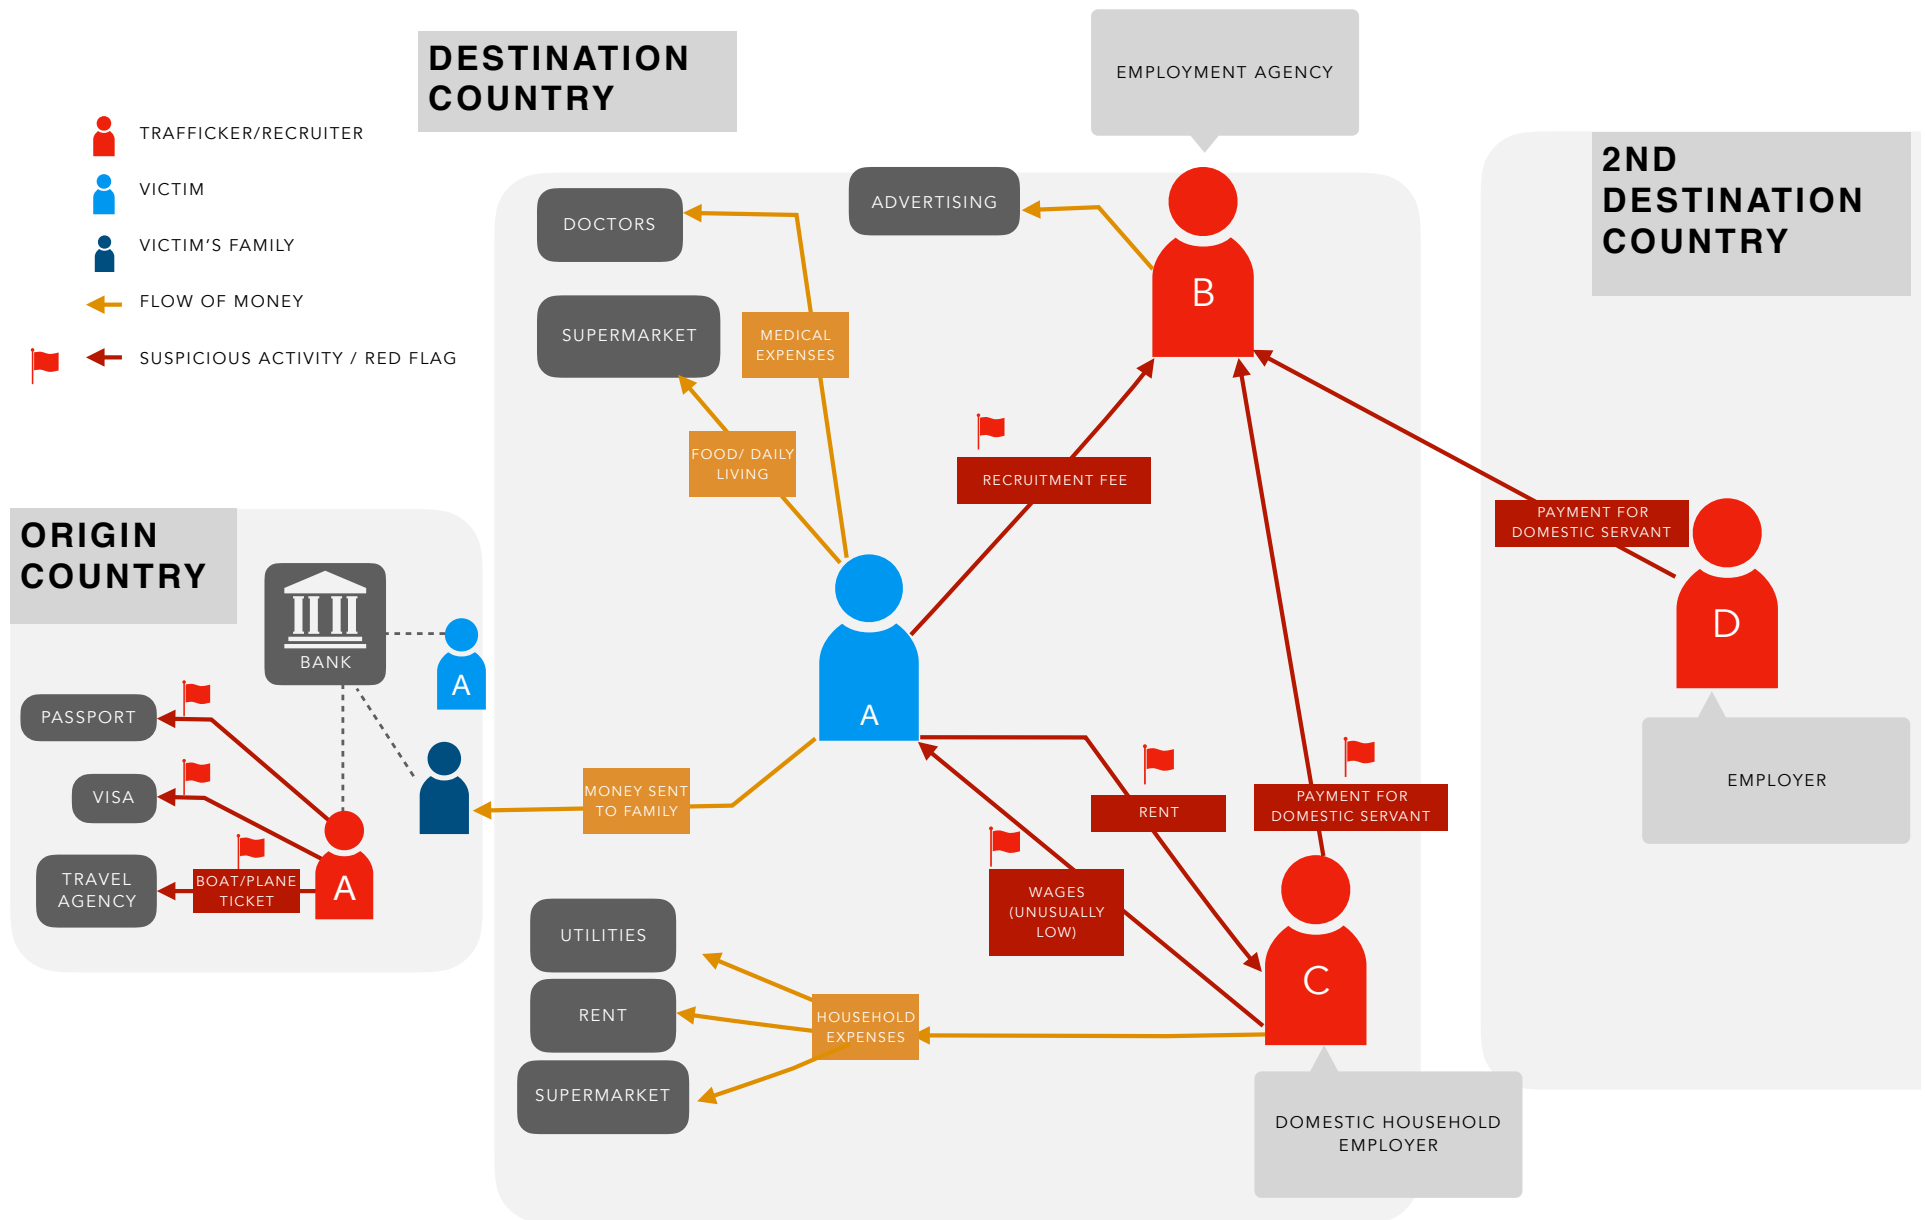 DESTINATION
COUNTRY
EMPLOYMENT AGENCY
TRAFFICKER/RECRUITER
VICTIM
VICTIM'S FAMILY
FLOW OF MONEY
SUSPICIOUS ACTIVITY / RED FLAG
2ND
DESTINATION
COUNTRY
DOCTORS
ADVERTISING
B
SUPERMARKET
MEDICAL
EXPENSES
FOOD/ DAILY
LIVING
RECRUITMENT FEE
PAYMENT FOR
DOMESTIC SERVANT
D
EMPLOYER
ORIGIN
COUNTRY
BANK
A
PASSPORT
VISA
TRAVEL
AGENCY
BOAT/PLANE
TICKET
A
A
MONEY SENT
TO FAMILY
RENT
PAYMENT FOR
DOMESTIC SERVANT
WAGES
(UNUSUALLY
LOW)
C
UTILITIES
RENT
SUPERMARKET
HOUSEHOLD
EXPENSES
DOMESTIC HOUSEHOLD
EMPLOYER